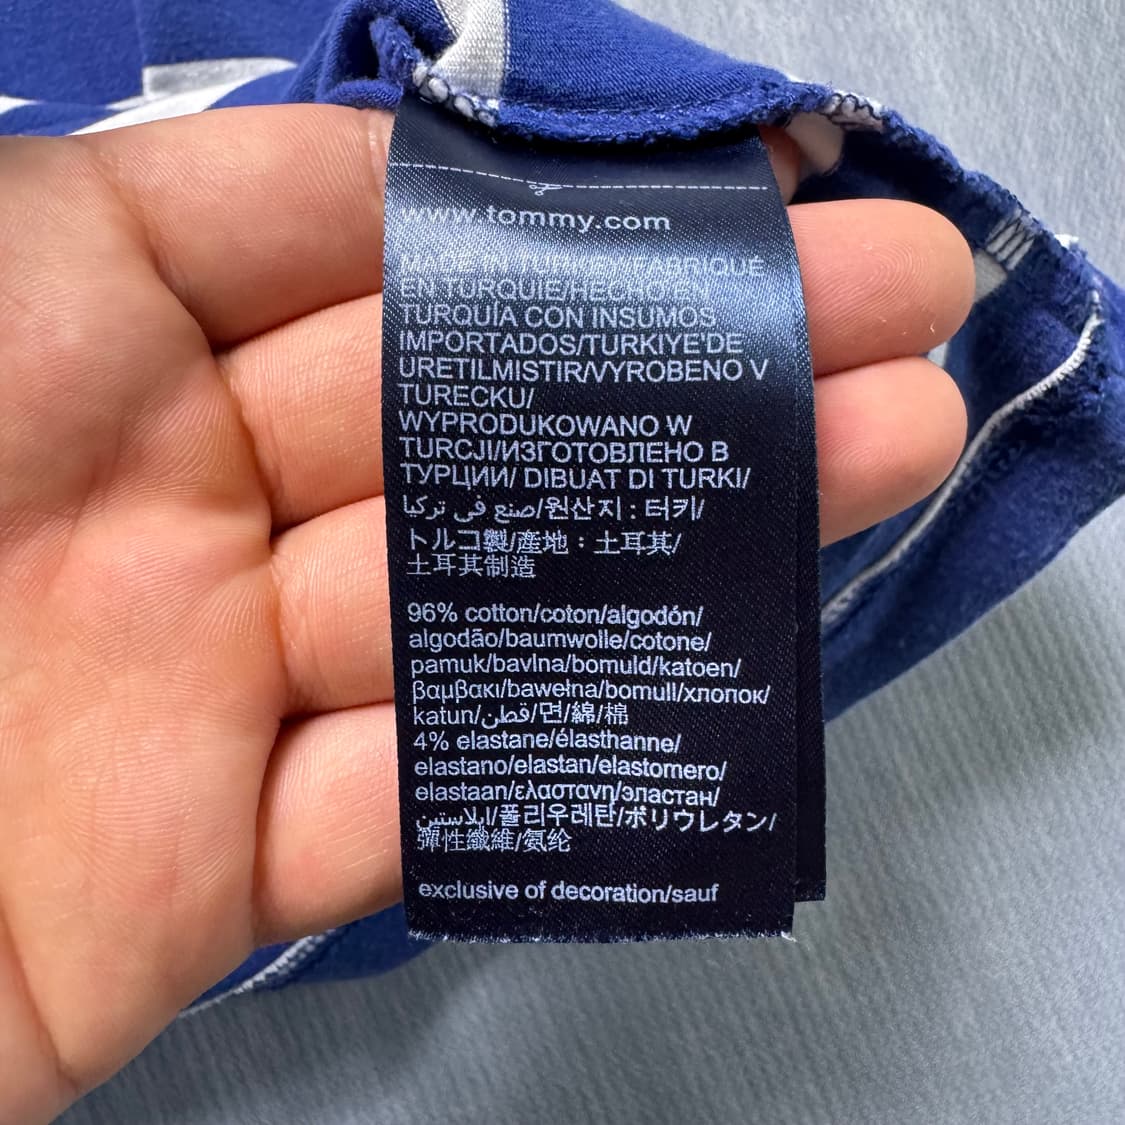 www.tommy.com
MADE IN TURKEY/FABRIQUÉ
EN TURQUIE/HECHO EN
TURQUÍA CON INSUMOS
IMPORTADOS/TURKIYE'DE
URETILMISTIR/VYROBENO V
TURECKU/
WYPRODUKOWANO W
TURCJI/ИЗГОТОВЛЕНО В
ТУРЦИИ/ DIBUAT DI TURKI/
صنع في تركيا/원산지 : 터키/
トルコ製/產地：土耳其/
土耳其制造
96% cotton/coton/algodón/
algodão/baumwolle/cotone/
pamuk/bavlna/bomuld/katoen/
βαμβακι/bawełna/bomull/хлопок/
katun/قطن/면/綿/棉
4% elastane/élasthanne/
elastano/elastan/elastomero/
elastaan/ελαστανη/эластан/
ايلاستين/폴리우레탄/ポリウレタン/
彈性纖維/氨纶
exclusive of decoration/sauf